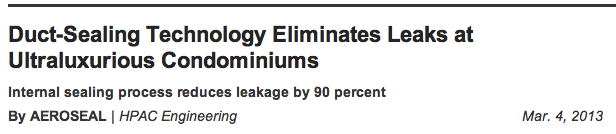 Duct-Sealing Technology Eliminates Leaks at
Ultraluxurious Condominiums
Internal sealing process reduces leakage by 90 percent
By AEROSEAL | HPAC Engineering Mar. 4, 2013